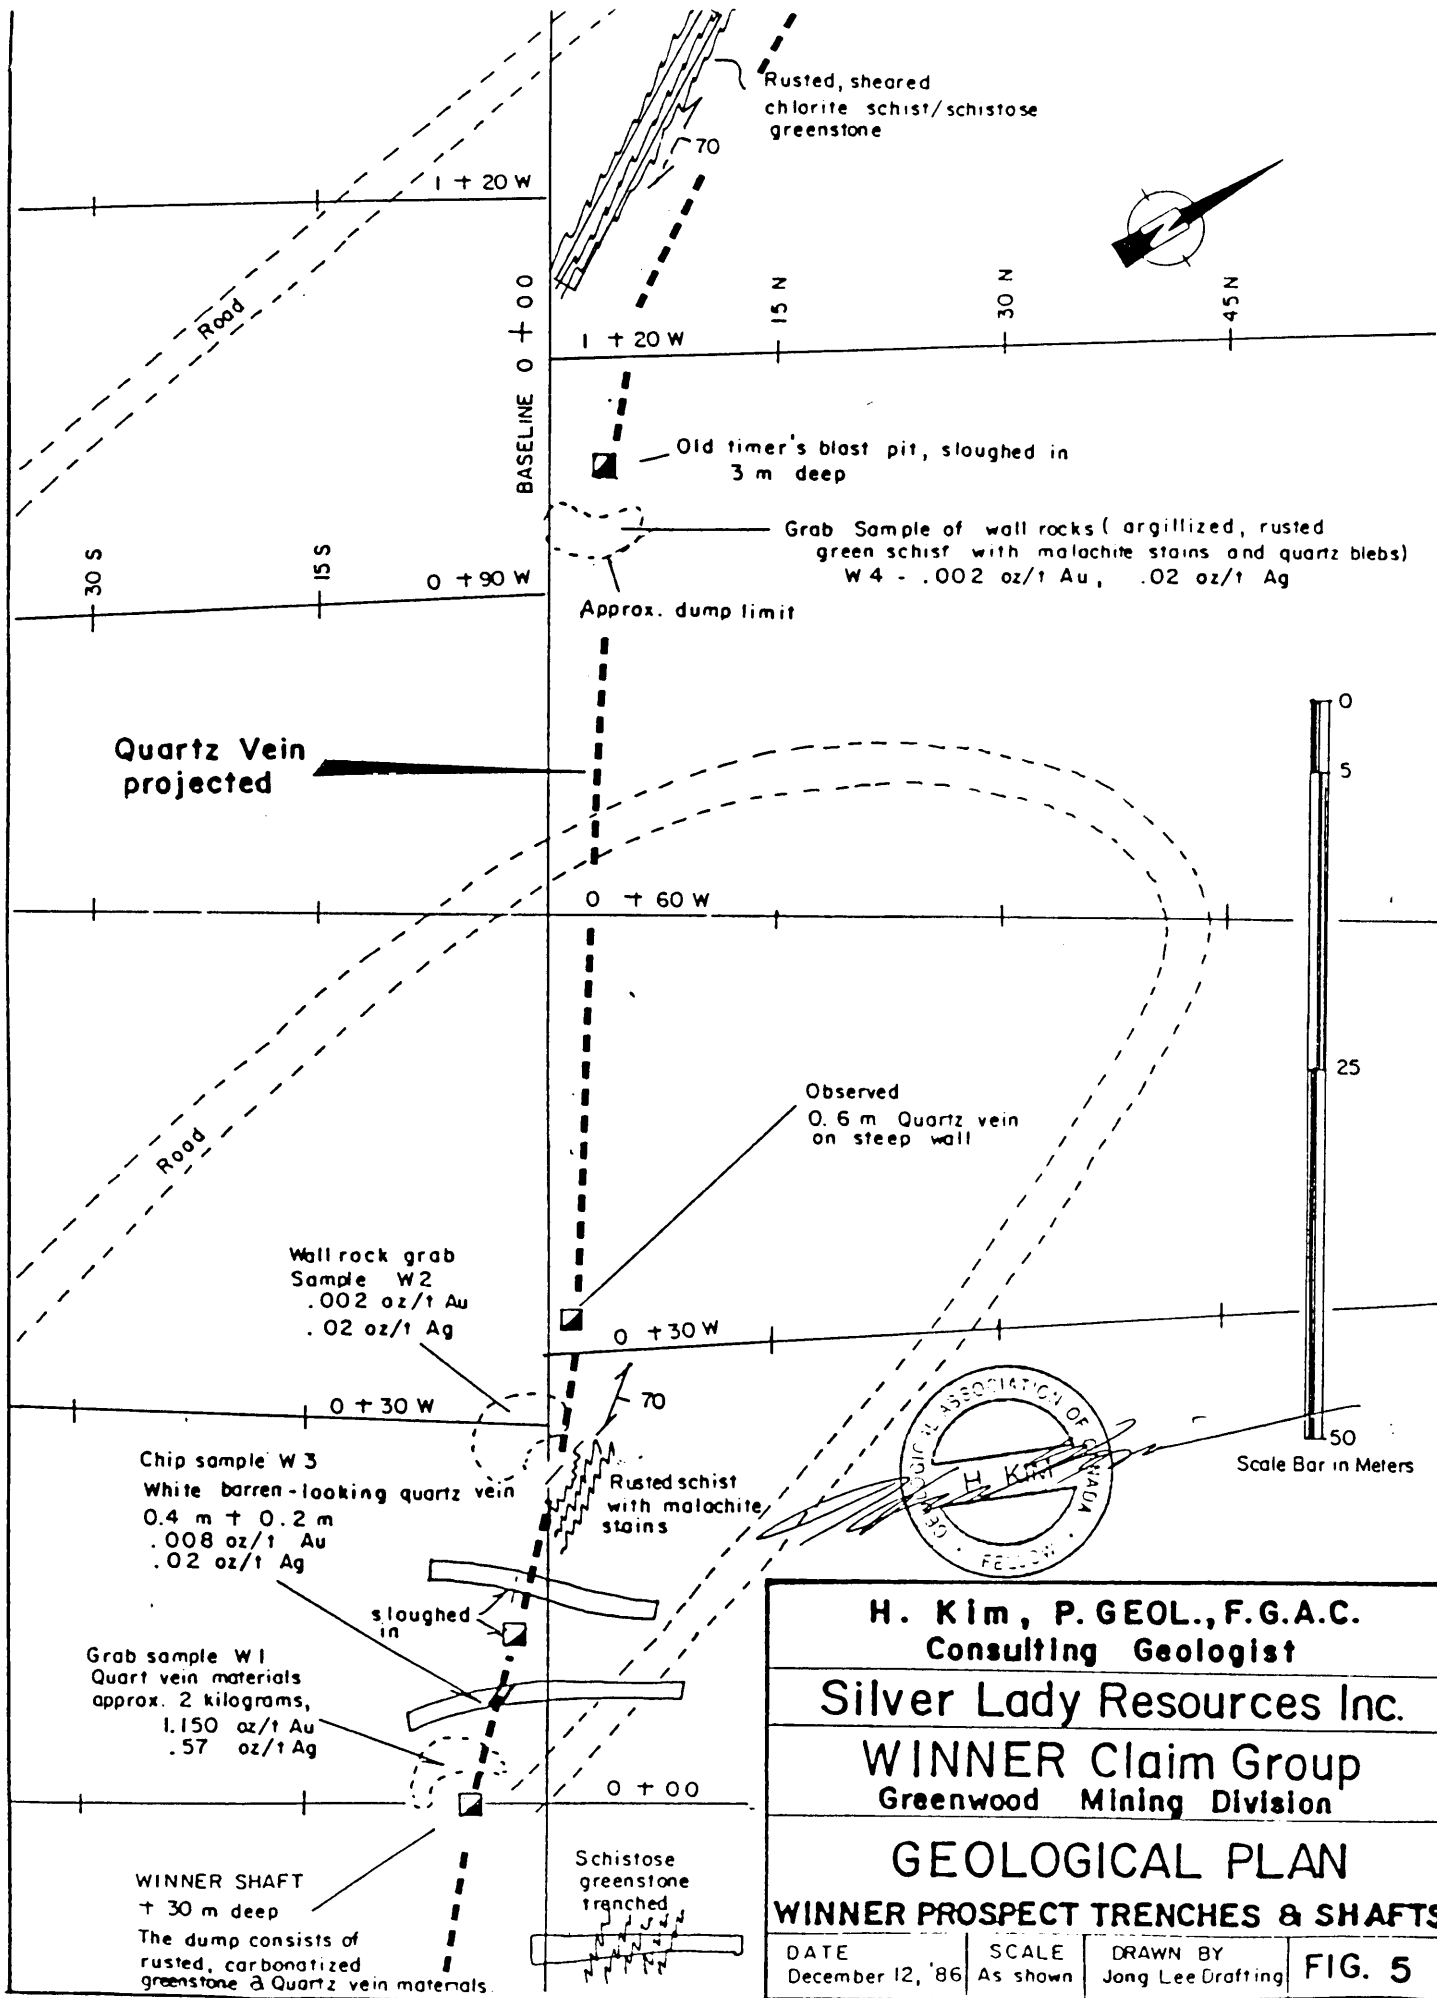 Rusted, sheared
chlorite schist/schistose
greenstone
70
1 + 20 W
Road
BASELINE 0 + 00
15 N
30 N
45 N
1 + 20 W
Old timer's blast pit, sloughed in
3 m deep
Grab Sample of wall rocks ( argillized, rusted
green schist with malachite stains and quartz blebs)
W 4 - .002 oz/t Au, .02 oz/t Ag
30 S
15 S
0 + 90 W
Approx. dump limit
Quartz Vein
projected
0
5
25
50
Scale Bar in Meters
0 + 60 W
Road
Observed
0.6 m Quartz vein
on steep wall
Wall rock grab
Sample W 2
.002 oz/t Au
.02 oz/t Ag
0 + 30 W
0 + 30 W
70
Chip sample W 3
White barren-looking quartz vein
0.4 m + 0.2 m
.008 oz/t Au
.02 oz/t Ag
Rusted schist
with malachite
stains
sloughed
in
GEOLOGICAL ASSOCIATION OF CANADA
H. KIM
FELLOW
Grab sample W 1
Quart vein materials
approx. 2 kilograms,
1.150 oz/t Au
.57 oz/t Ag
0 + 00
WINNER SHAFT
+ 30 m deep
The dump consists of
rusted, carbonatized
greenstone & Quartz vein materials.
Schistose
greenstone
trenched
H. Kim, P. GEOL., F.G.A.C.
Consulting Geologist
Silver Lady Resources Inc.
WINNER Claim Group
Greenwood Mining Division
GEOLOGICAL PLAN
WINNER PROSPECT TRENCHES & SHAFTS
DATE
December 12, '86
SCALE
As shown
DRAWN BY
Jong Lee Drafting
FIG. 5